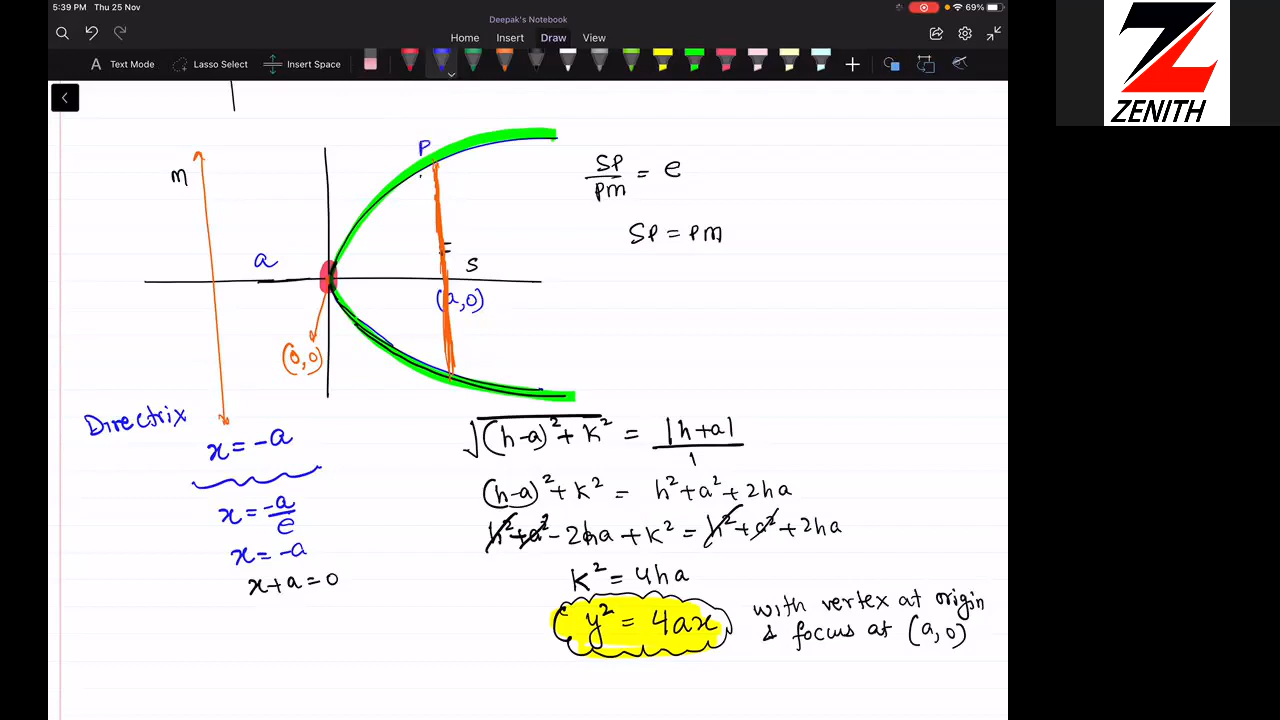 5:39 PM Thu 25 Nov
69%
Deepak's Notebook
Home Insert Draw View
Text Mode Lasso Select Insert Space
ZENITH
P
m
SP/PM = e
SP = PM
a
S
(a,0)
(0,0)
Directrix
x = -a
x = -a/e
x = -a
x+a=0
√((h-a)²+k²) = |h+a|/1
(h-a)²+k² = h²+a²+2ha
h²+a²-2ha+k² = h²+a²+2ha
k² = 4ha
y² = 4ax
with vertex at origin
& focus at (a,0)